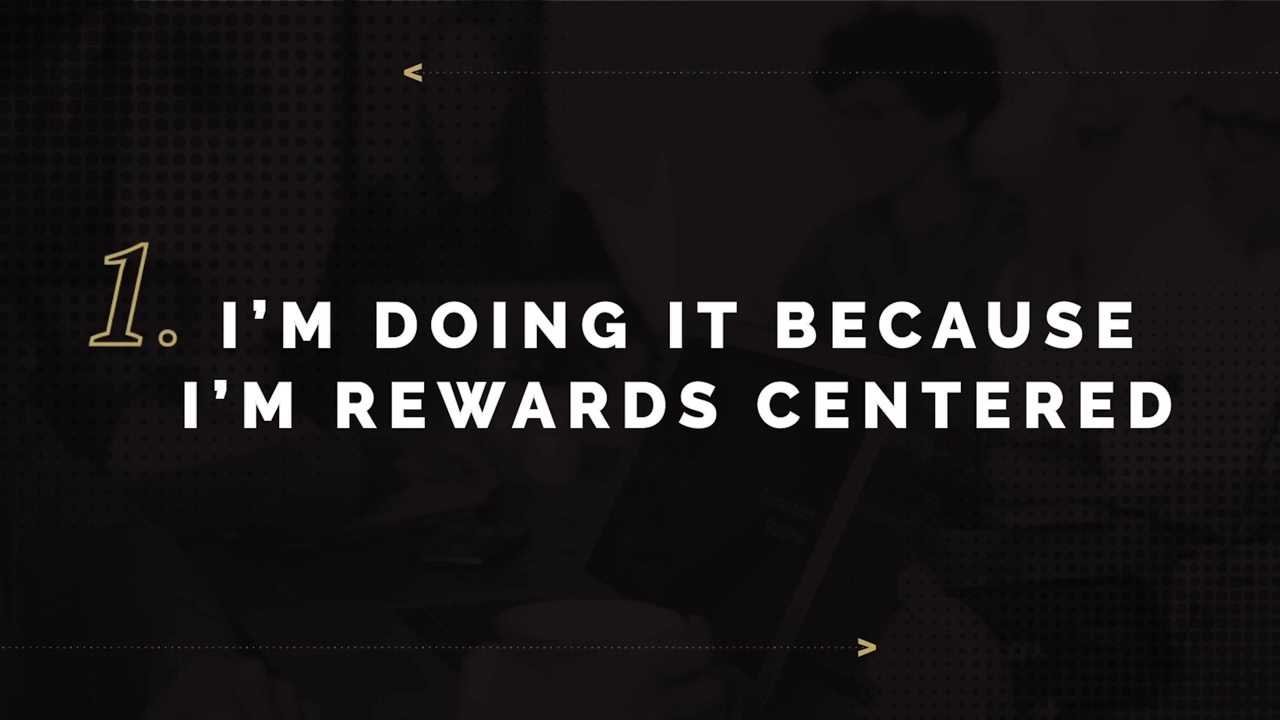 1. I’M DOING IT BECAUSE
I’M REWARDS CENTERED